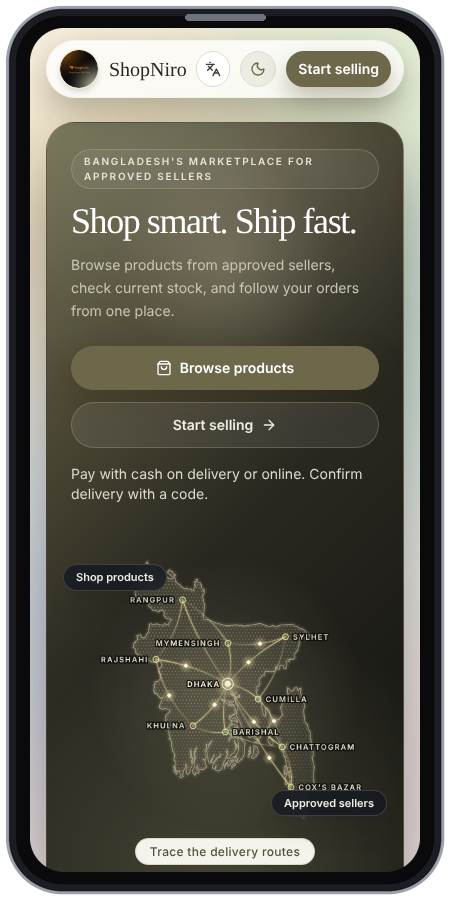 ShopNiro
Start selling
BANGLADESH'S MARKETPLACE FOR
APPROVED SELLERS
Shop smart. Ship fast.
Browse products from approved sellers,
check current stock, and follow your orders
from one place.
Browse products
Start selling
Pay with cash on delivery or online. Confirm
delivery with a code.
Shop products
RANGPUR
SYLHET
MYMENSINGH
RAJSHAHI
DHAKA
CUMILLA
KHULNA
BARISHAL
CHATTOGRAM
COX'S BAZAR
Approved sellers
Trace the delivery routes